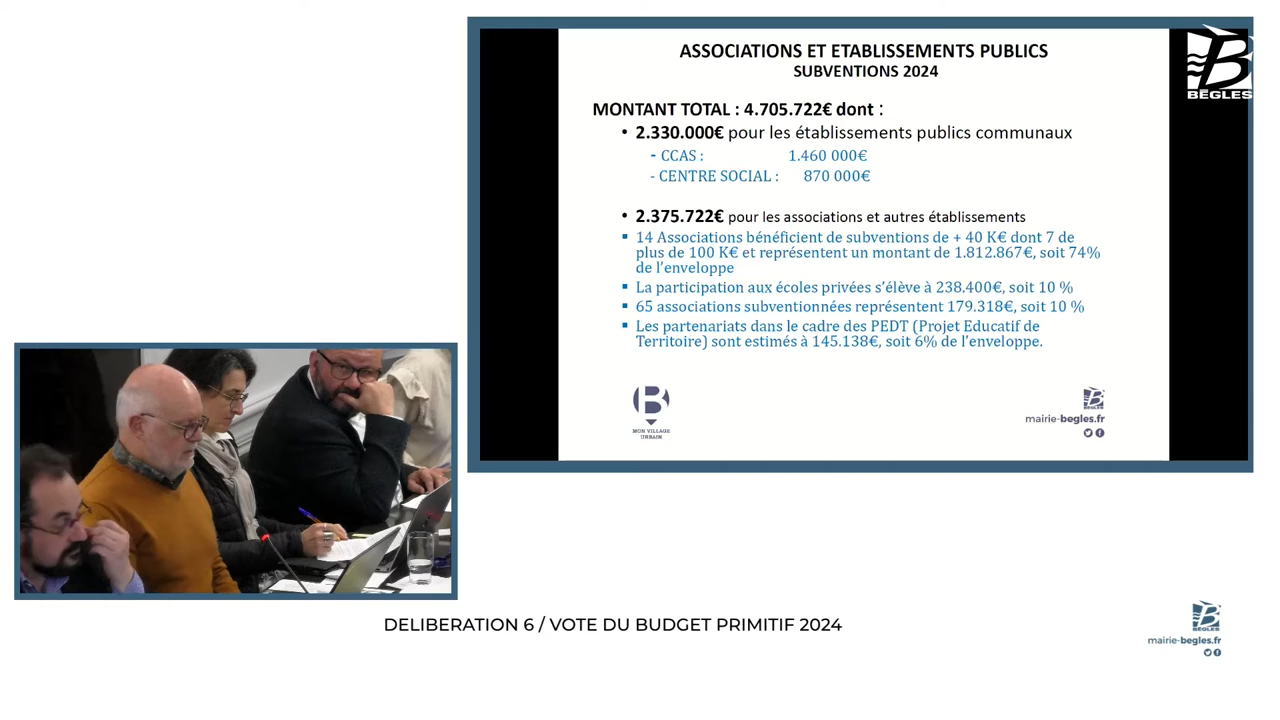 ASSOCIATIONS ET ETABLISSEMENTS PUBLICS
SUBVENTIONS 2024
BEGLES
MONTANT TOTAL : 4.705.722€ dont :
• 2.330.000€ pour les établissements publics communaux
- CCAS : 1.460 000€
- CENTRE SOCIAL : 870 000€
• 2.375.722€ pour les associations et autres établissements
14 Associations bénéficient de subventions de + 40 K€ dont 7 de
plus de 100 K€ et représentent un montant de 1.812.867€, soit 74%
de l'enveloppe
La participation aux écoles privées s'élève à 238.400€, soit 10 %
65 associations subventionnées représentent 179.318€, soit 10 %
Les partenariats dans le cadre des PEDT (Projet Educatif de
Territoire) sont estimés à 145.138€, soit 6% de l'enveloppe.
MON VILLAGE
URBAIN
mairie-begles.fr
DELIBERATION 6 / VOTE DU BUDGET PRIMITIF 2024
BEGLES
mairie-begles.fr